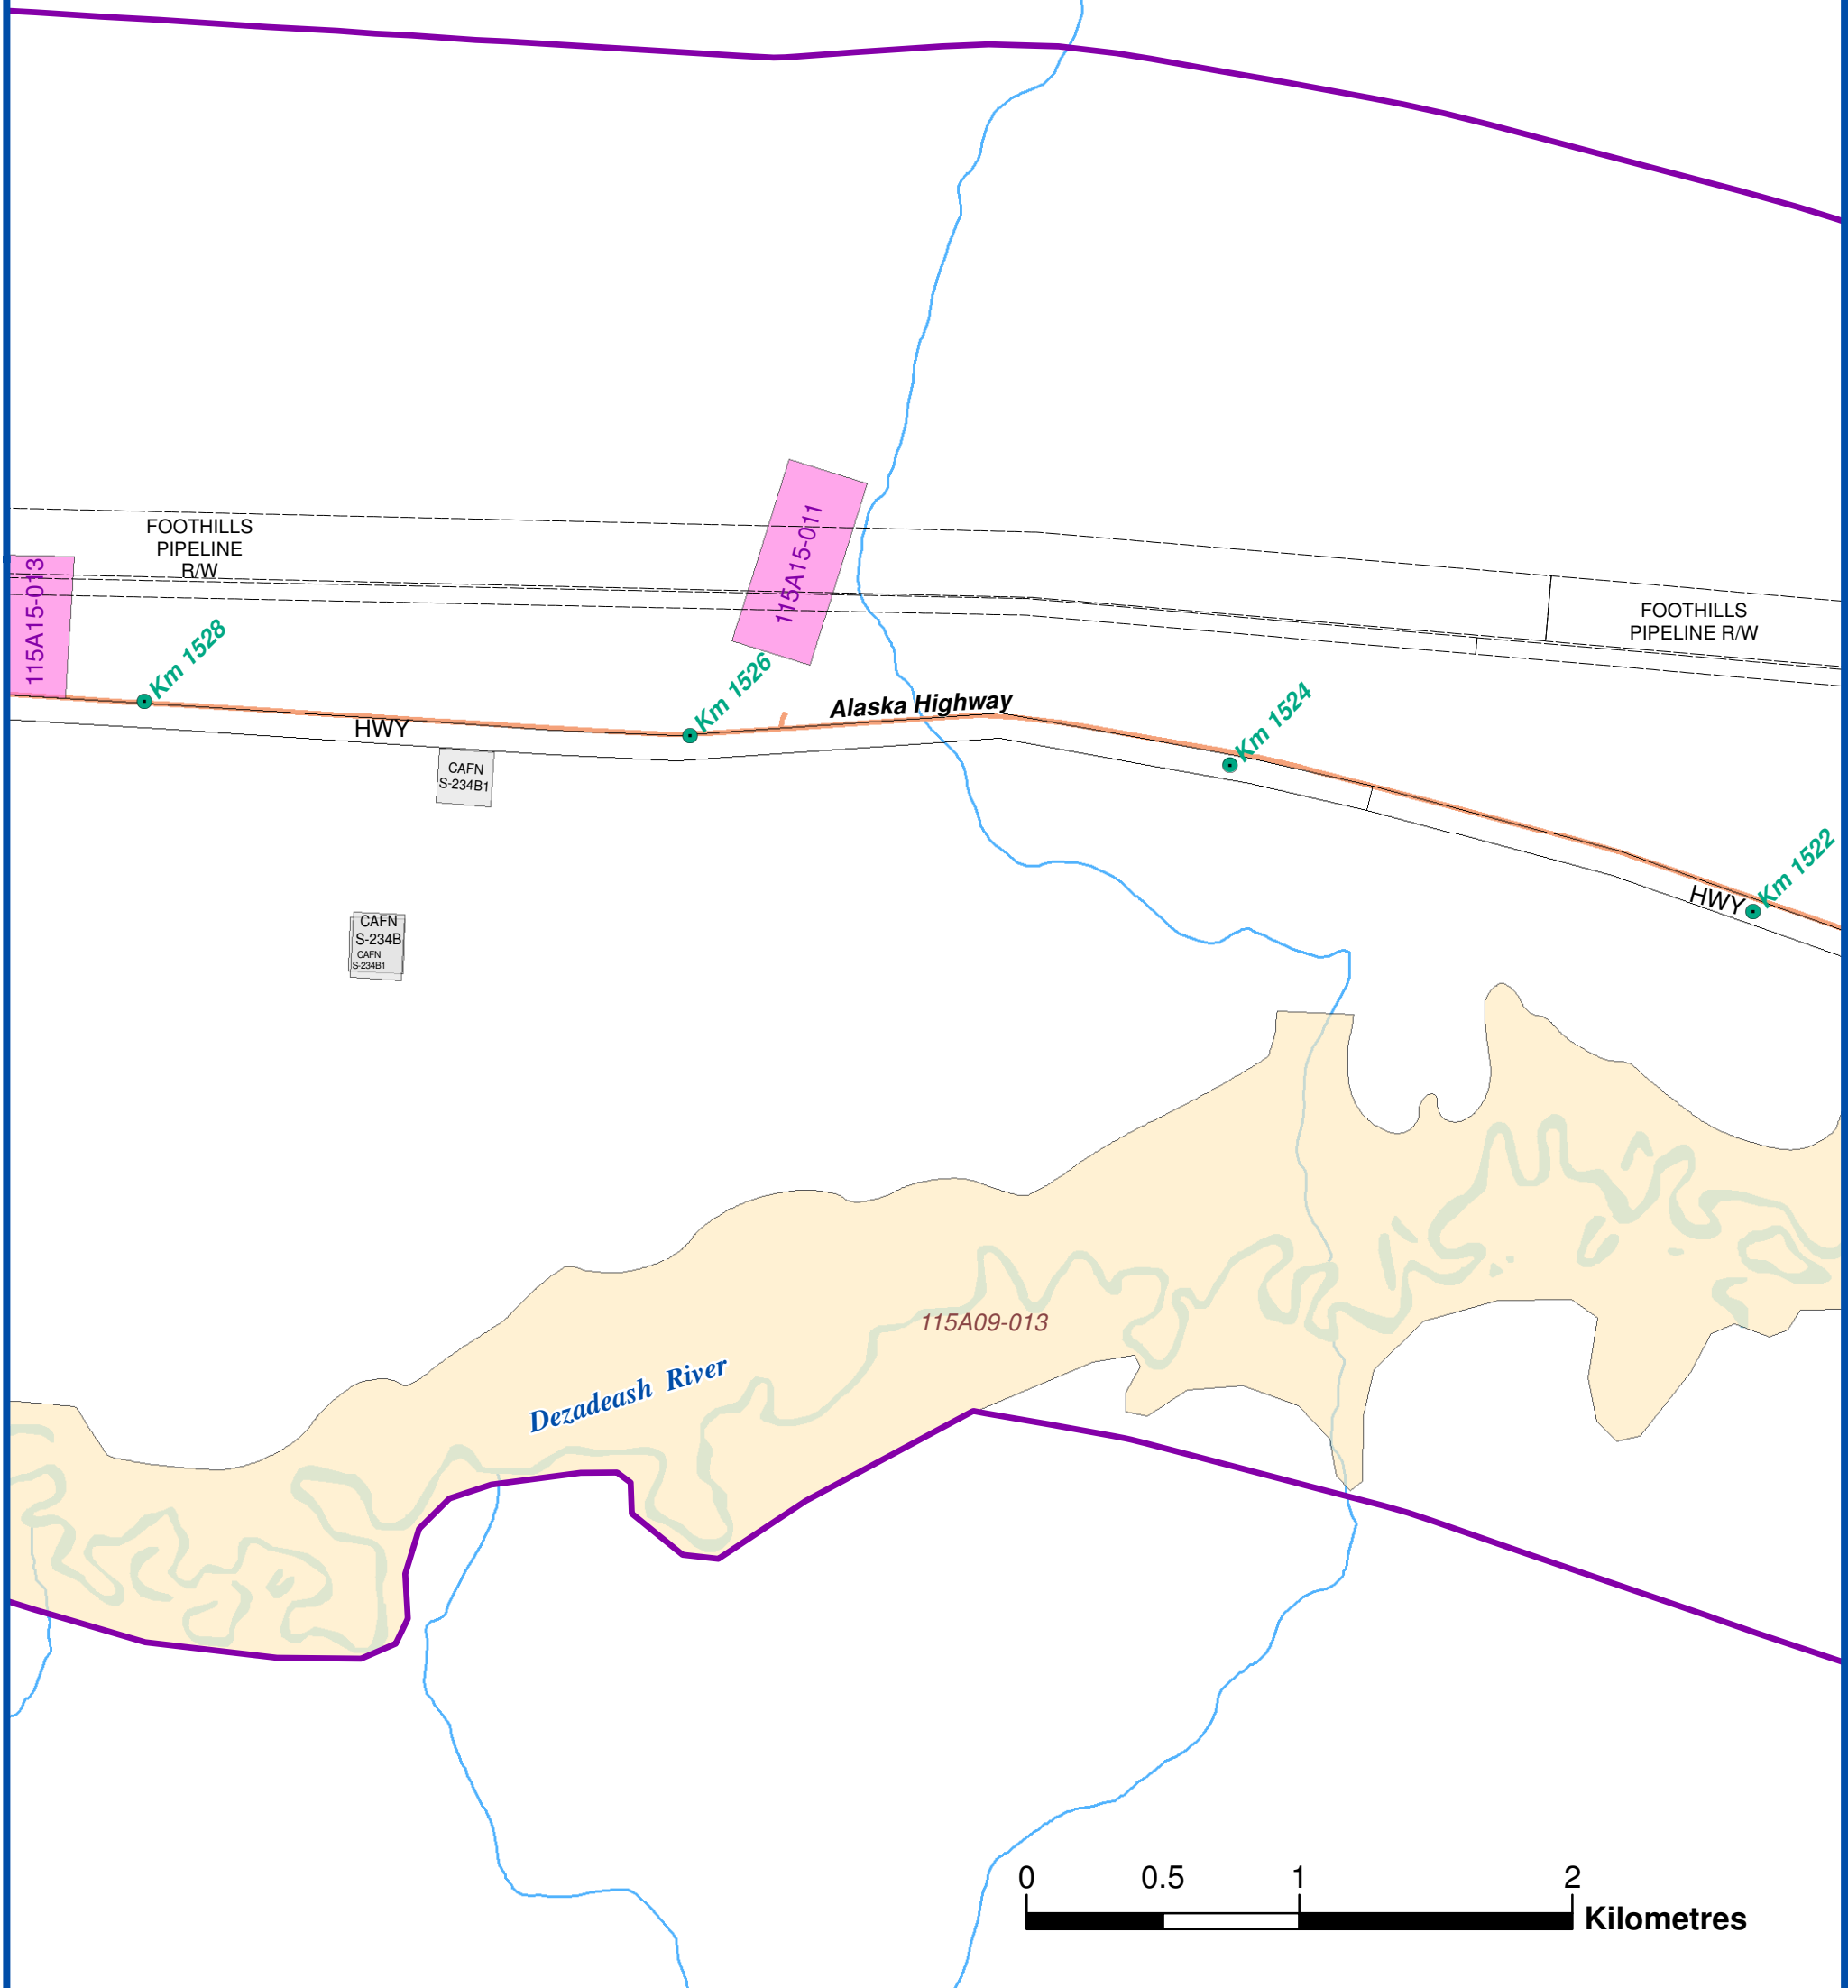 FOOTHILLS
PIPELINE
R/W
115A15-011
115A15-013
FOOTHILLS
PIPELINE R/W
Km 1528
Km 1526
Alaska Highway
Km 1524
HWY
CAFN
S-234B1
Km 1522
HWY
CAFN
S-234B
CAFN
S-234B1
115A09-013
Dezadeash River
0 0.5 1 2
Kilometres